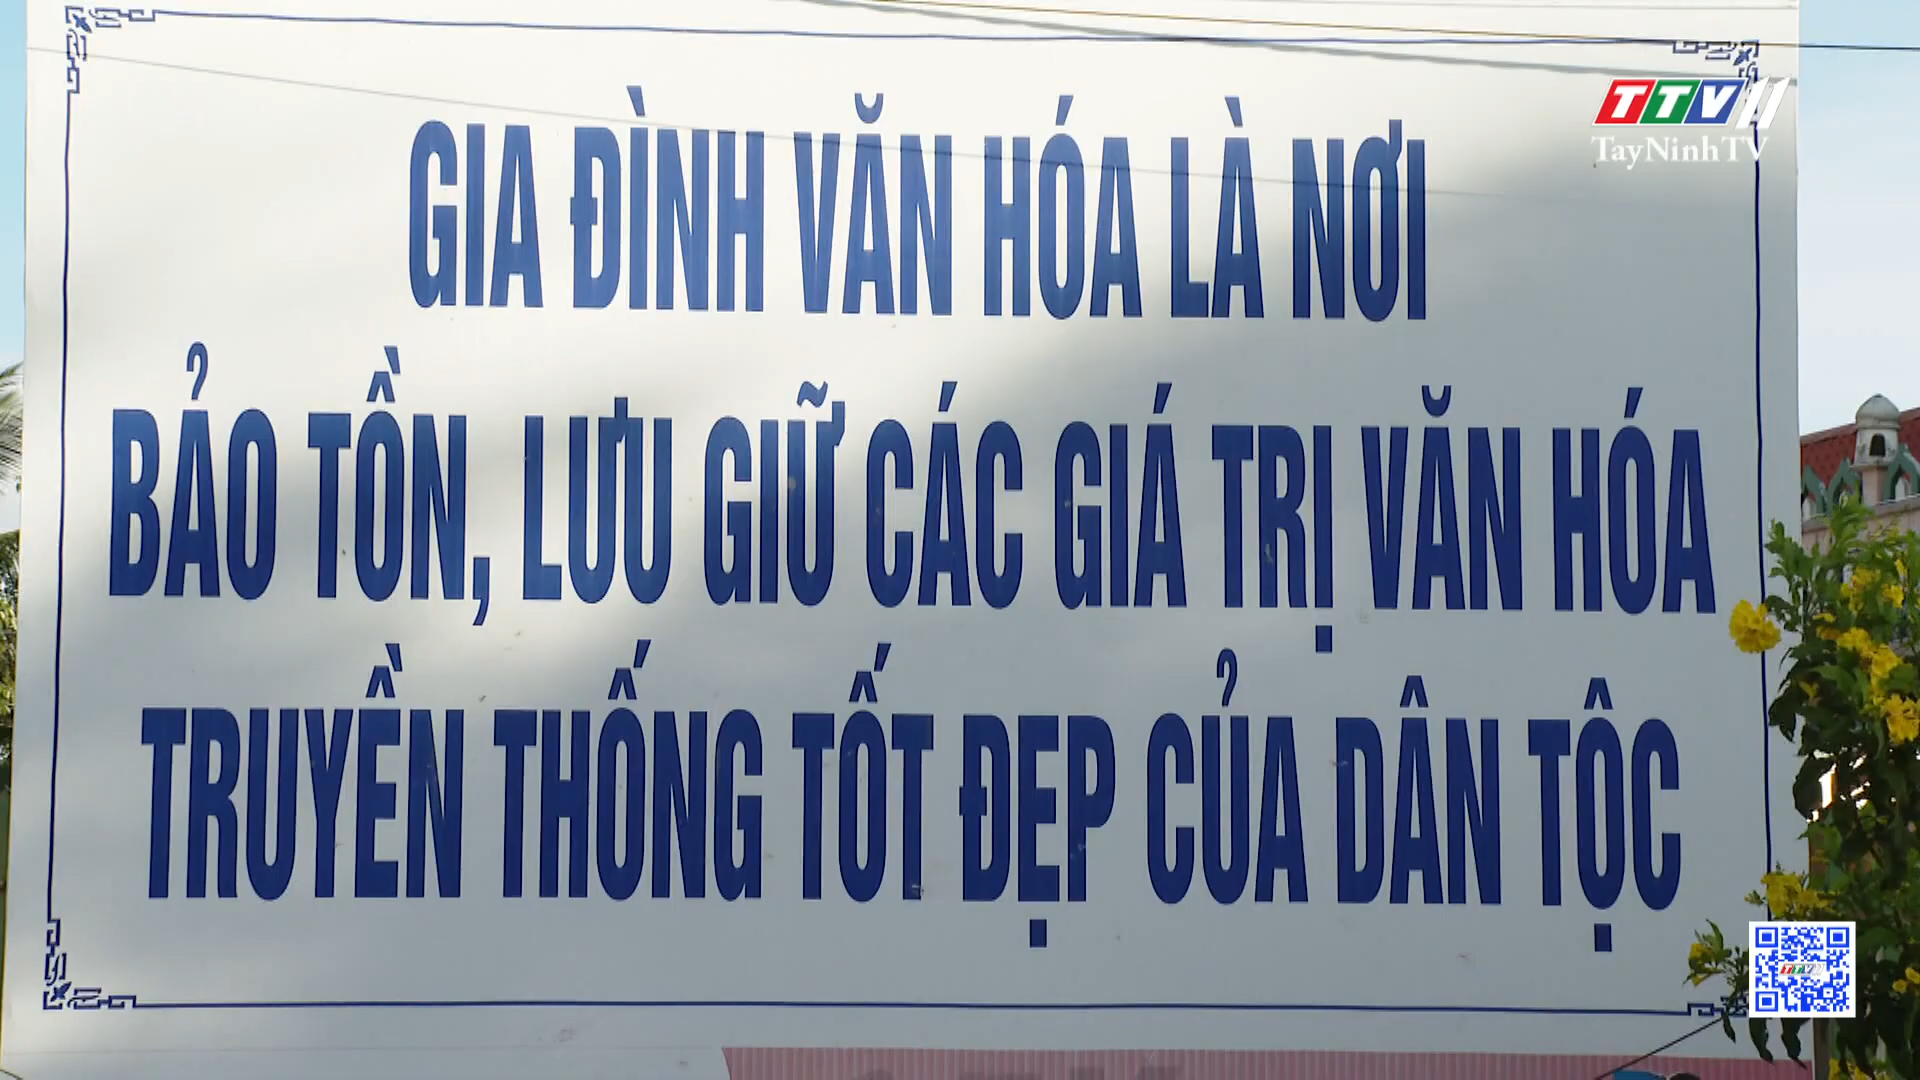 TTV11
TayNinhTV
GIA ĐÌNH VĂN HÓA LÀ NƠI
BẢO TỒN, LƯU GIỮ CÁC GIÁ TRỊ VĂN HÓA
TRUYỀN THỐNG TỐT ĐẸP CỦA DÂN TỘC